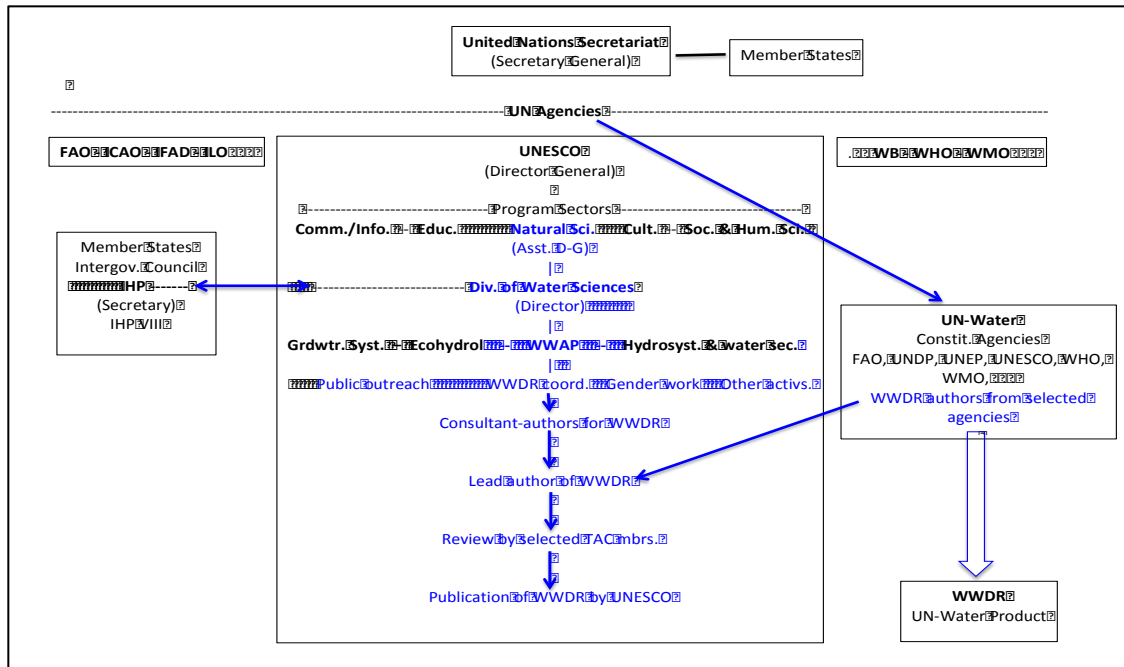 United Nations Secretariat
(Secretary General)
Member States
UN Agencies
FAO - ICAO - IFAD - ILO
UNESCO
(Director General)
. WB - WHO - WMO
Program Sectors
Comm./Info. - Educ. Natural Sci. Cult. - Soc. & Hum. Sci.
(Asst. D-G)
|
Member States
Intergov. Council
IHP ------
(Secretary)
IHP VIII
Div. of Water Sciences
(Director)
|
Grdwtr. Syst. - Ecohydrol - WWAP - Hydrosyst. & water sec.
|
Public outreach WWDR coord. Gender work Other activs.
Consultant-authors for WWDR
Lead author of WWDR
Review by selected TAC mbrs.
Publication of WWDR by UNESCO
UN-Water
Constit. Agencies
FAO, UNDP, UNEP, UNESCO, WHO,
WMO,
WWDR authors from selected
agencies
WWDR
UN-Water Product